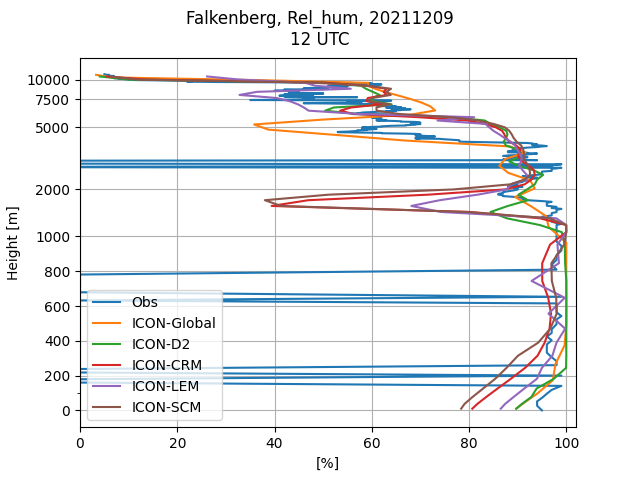 Falkenberg, Rel_hum, 20211209
12 UTC
Height [m]
10000
7500
5000
2000
1000
800
600
400
200
0
Obs
ICON-Global
ICON-D2
ICON-CRM
ICON-LEM
ICON-SCM
0 20 40 60 80 100
[%]